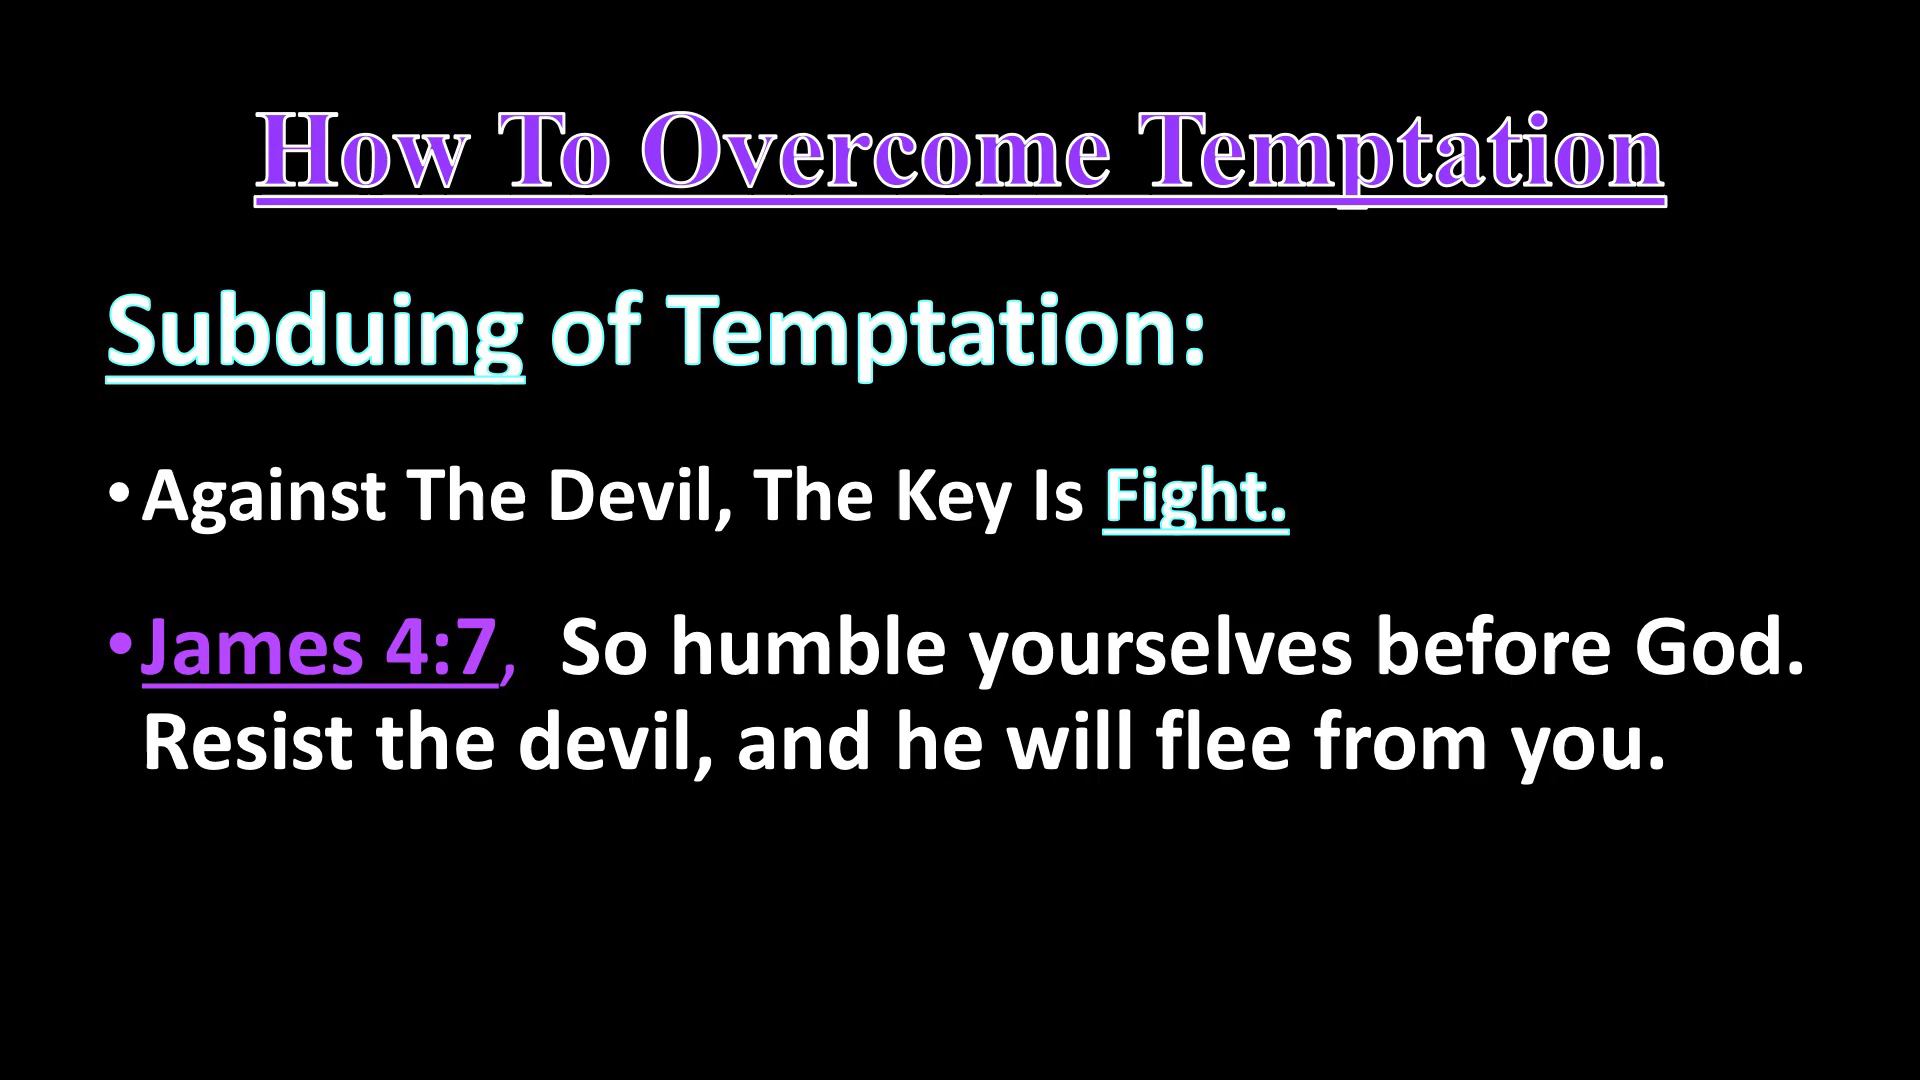 How To Overcome Temptation
Subduing of Temptation:
•Against The Devil, The Key Is Fight.
•James 4:7,  So humble yourselves before God.
Resist the devil, and he will flee from you.